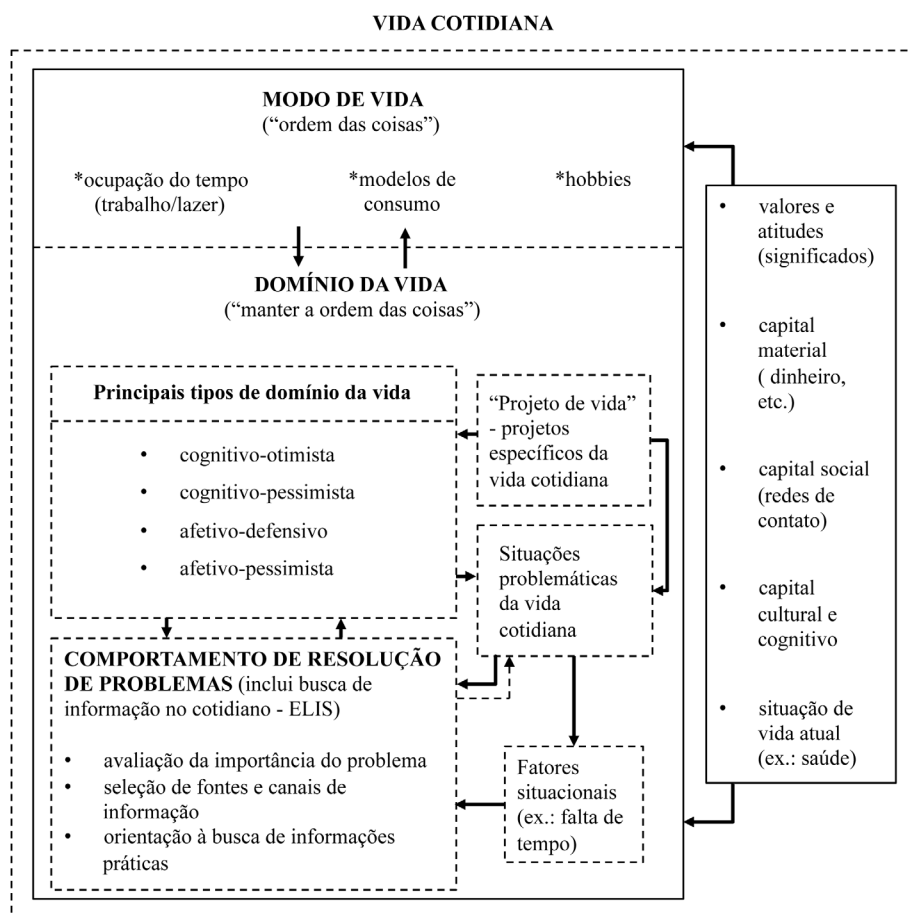 VIDA COTIDIANA
MODO DE VIDA
(“ordem das coisas”)
*ocupação do tempo
(trabalho/lazer)
*modelos de
consumo
*hobbies
DOMÍNIO DA VIDA
(“manter a ordem das coisas”)
Principais tipos de domínio da vida
• cognitivo-otimista
• cognitivo-pessimista
• afetivo-defensivo
• afetivo-pessimista
“Projeto de vida”
- projetos
específicos da
vida cotidiana
Situações
problemáticas
da vida
cotidiana
COMPORTAMENTO DE RESOLUÇÃO
DE PROBLEMAS (inclui busca de
informação no cotidiano - ELIS)
• avaliação da importância do problema
• seleção de fontes e canais de
informação
• orientação à busca de informações
práticas
Fatores
situacionais
(ex.: falta de
tempo)
• valores e
atitudes
(significados)
• capital
material
( dinheiro,
etc.)
• capital social
(redes de
contato)
• capital
cultural e
cognitivo
• situação de
vida atual
(ex.: saúde)